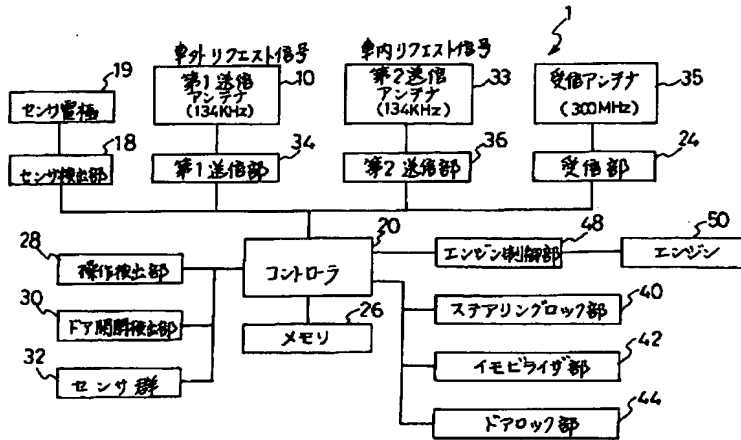 車外リクエスト信号
車内リクエスト信号
1
19
センサ電極
第1送信
アンテナ
(134KHz)
10
第2送信
アンテナ
(134KHz)
33
受信アンテナ
(300MHz)
35
18
センサ検出部
第1送信部
34
第2送信部
36
受信部
24
28
操作検出部
20
コントローラ
48
エンジン制御部
50
エンジン
30
ドア開閉検出部
26
メモリ
ステアリングロック部
40
32
センサ群
イモビライザ部
42
ドアロック部
44